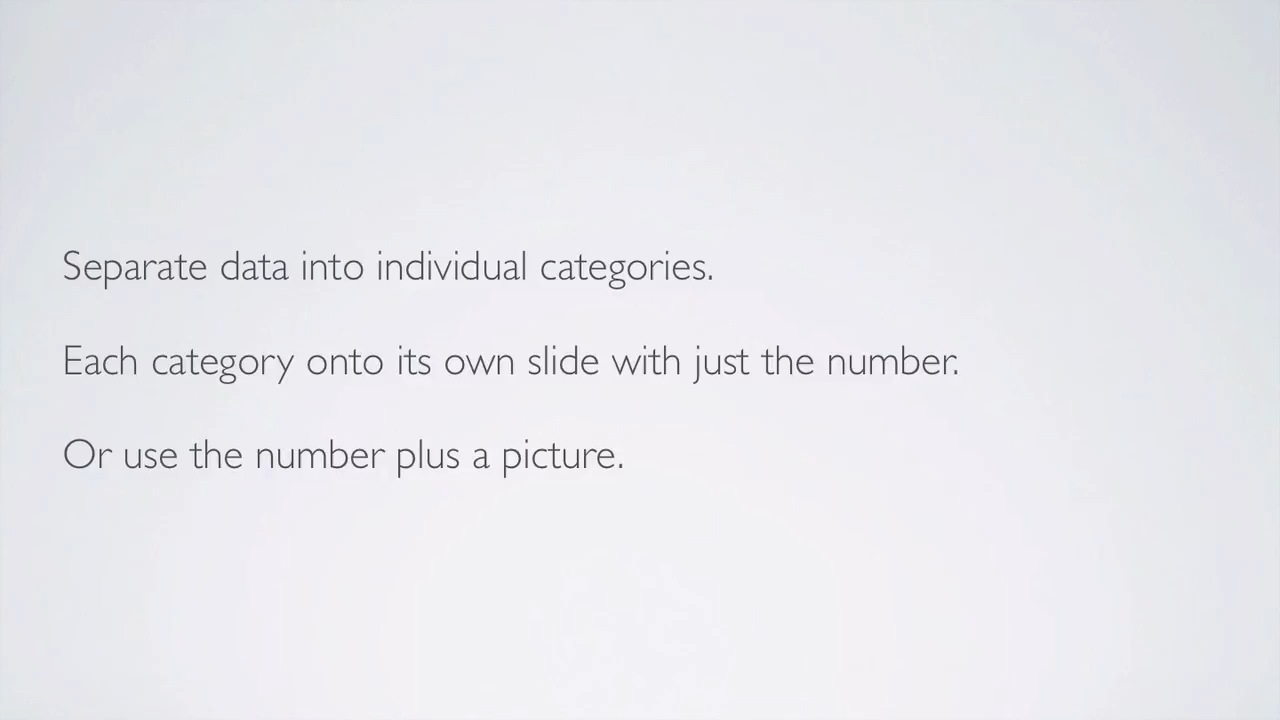 Separate data into individual categories.
Each category onto its own slide with just the number.
Or use the number plus a picture.